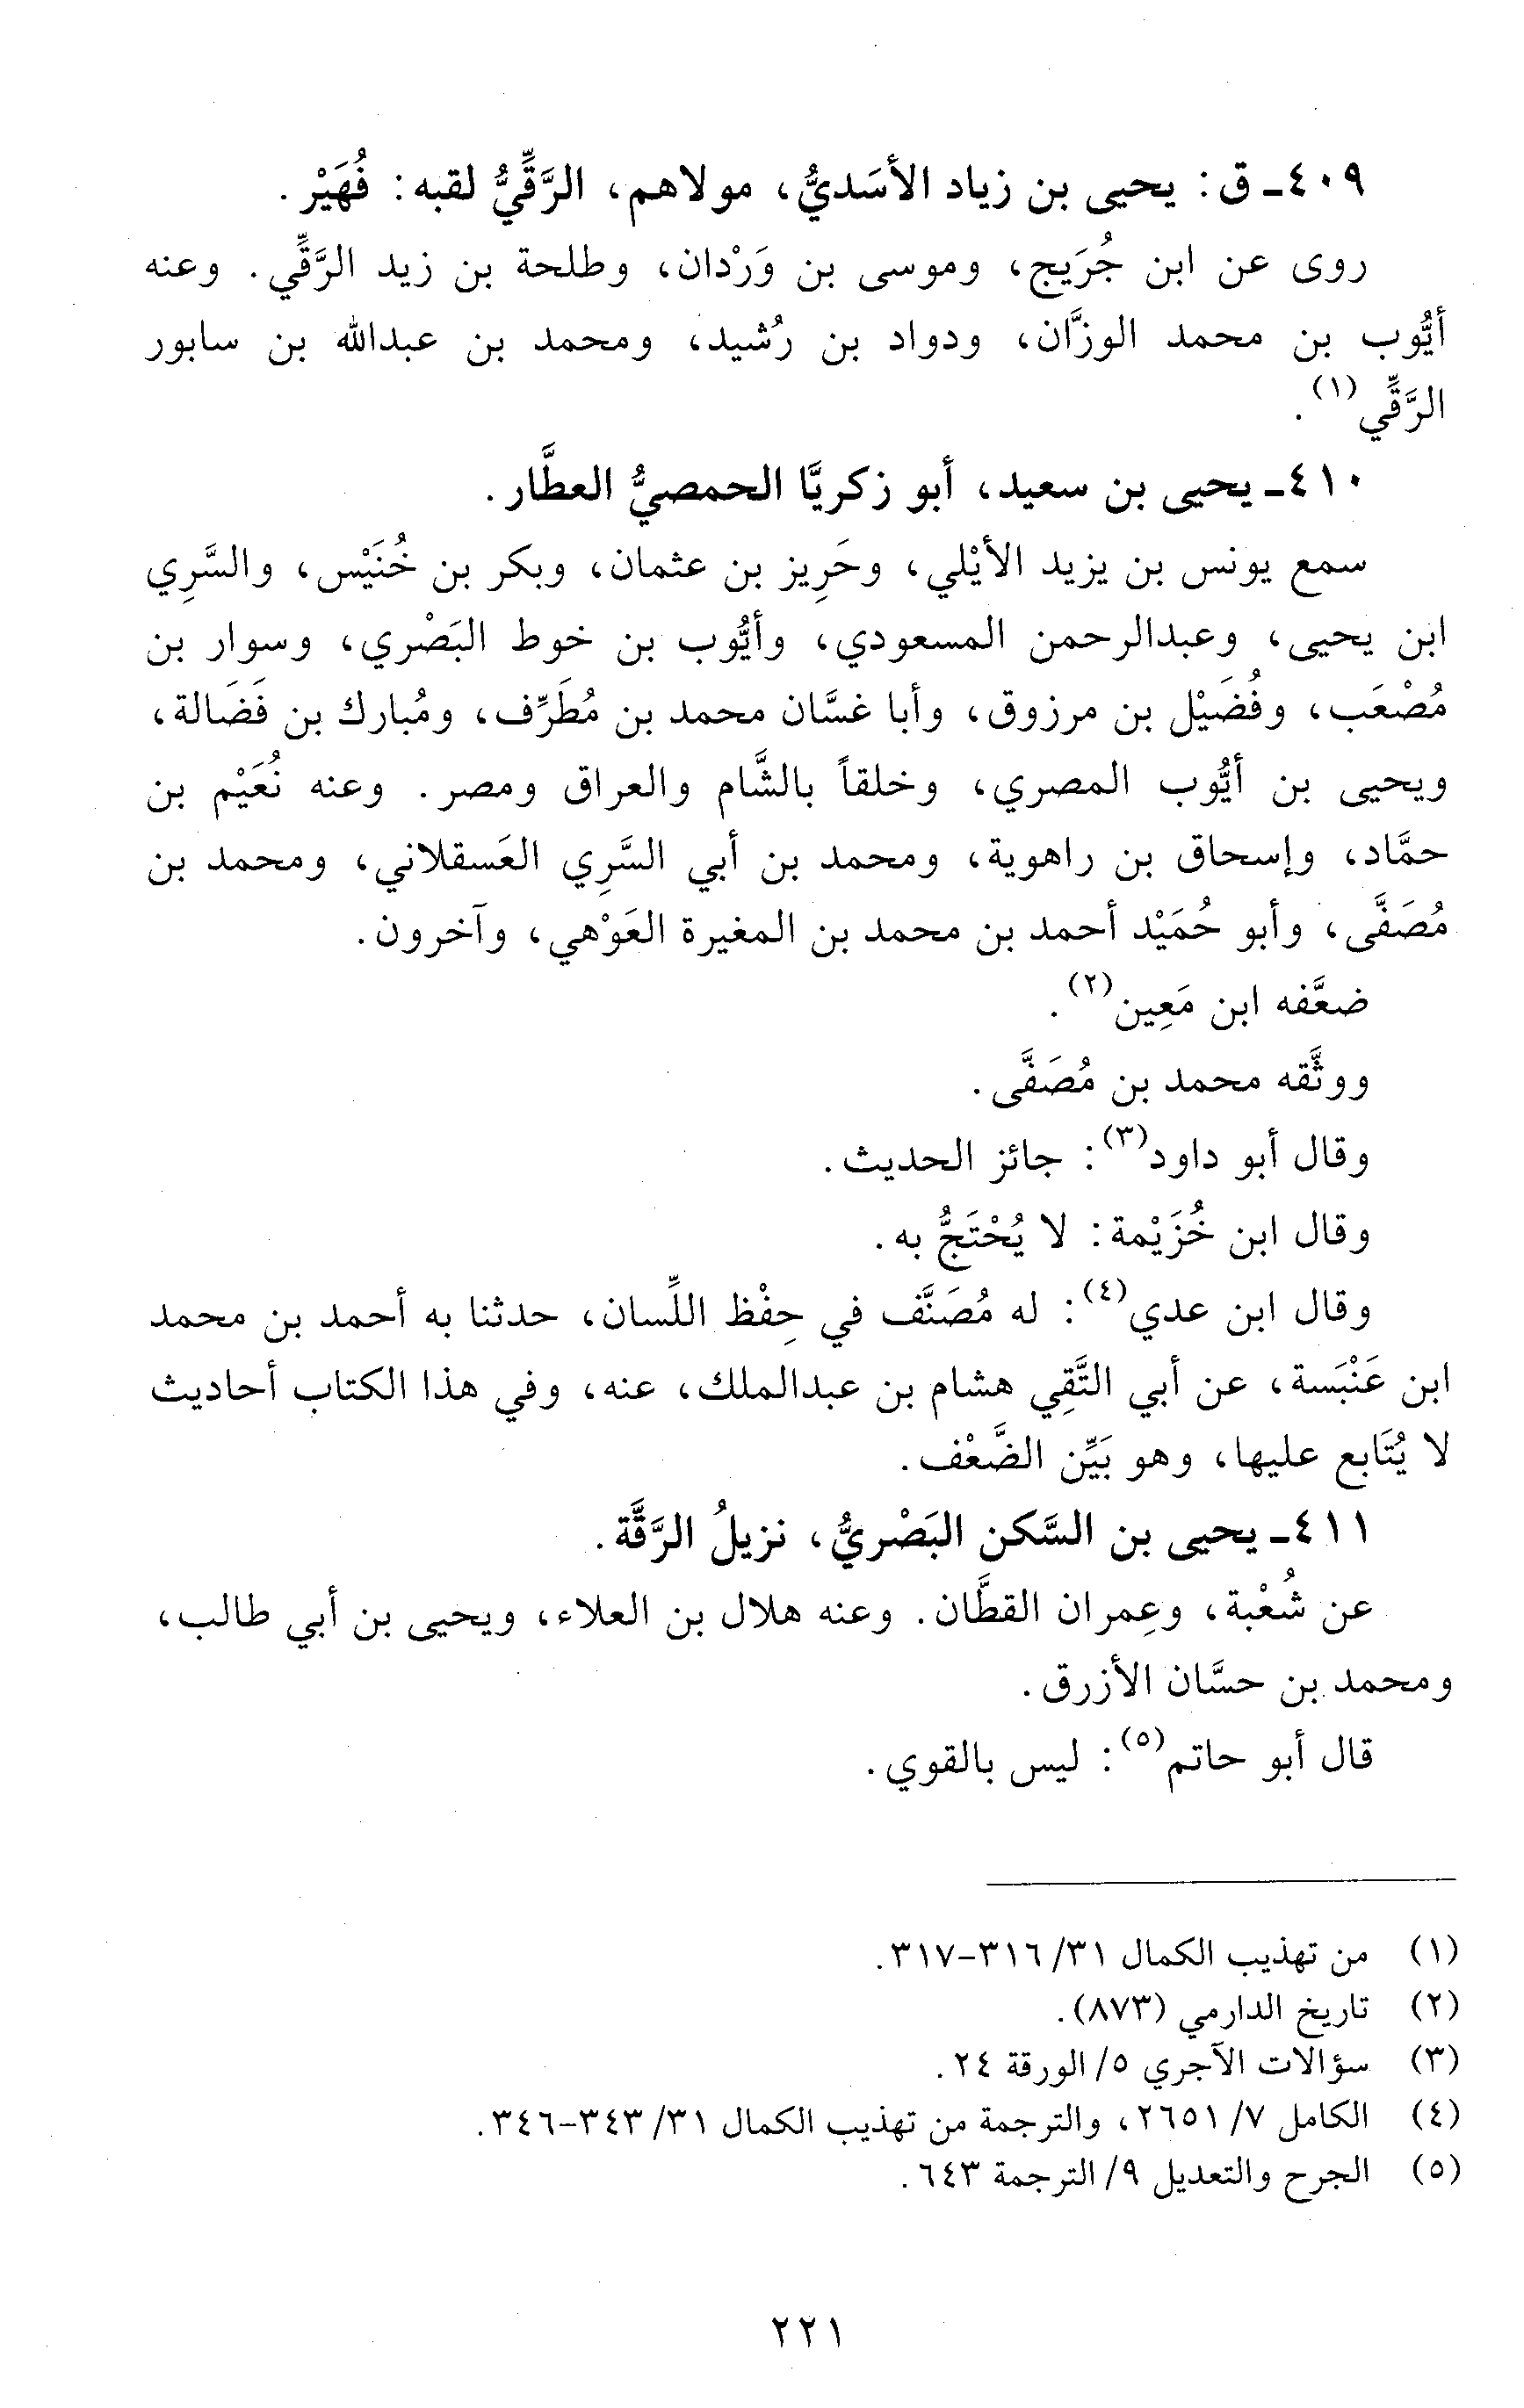 ٤٠٩- ق: يحيى بن زياد الأسَديُّ، مولاهم، الرَّقِّيُّ لقبه: فُهَيْر.
روى عن ابن جُرَيج، وموسى بن وَرْدان، وطلحة بن زيد الرَّقِّي. وعنه
أيُّوب بن محمد الوزَّان، ودواد بن رُشيد، ومحمد بن عبدالله بن سابور
الرَّقِّي(١).
٤١٠- يحيى بن سعيد، أبو زكريَّا الحمصيُّ العطَّار.
سمع يونس بن يزيد الأيْلي، وحَرِيز بن عثمان، وبكر بن خُنَيْس، والسَّرِي
ابن يحيى، وعبدالرحمن المسعودي، وأيُّوب بن خوط البَصْري، وسوار بن
مُصْعَب، وفُضَيْل بن مرزوق، وأبا غسَّان محمد بن مُطَرِّف، ومُبارك بن فَضَالة،
ويحيى بن أيُّوب المصري، وخلقاً بالشَّام والعراق ومصر. وعنه نُعَيْم بن
حمَّاد، وإسحاق بن راهوية، ومحمد بن أبي السَّرِي العَسقلاني، ومحمد بن
مُصَفَّى، وأبو حُمَيْد أحمد بن محمد بن المغيرة العَوْهي، وآخرون.
ضعَّفه ابن مَعِين(٢).
ووثَّقه محمد بن مُصَفَّى.
وقال أبو داود(٣): جائز الحديث.
وقال ابن خُزَيْمة: لا يُحْتَجُّ به.
وقال ابن عدي(٤): له مُصَنَّف في حِفْظ اللِّسان، حدثنا به أحمد بن محمد
ابن عَنْبَسة، عن أبي التَّقِي هشام بن عبدالملك، عنه، وفي هذا الكتاب أحاديث
لا يُتَابع عليها، وهو بَيِّن الضَّعْف.
٤١١- يحيى بن السَّكن البَصْريُّ، نزيلُ الرَّقَّة.
عن شُعْبة، وعِمران القطَّان. وعنه هلال بن العلاء، ويحيى بن أبي طالب،
ومحمد بن حسَّان الأزرق.
قال أبو حاتم(٥): ليس بالقوي.
(١) من تهذيب الكمال ٣١/ ٣١٦-٣١٧.
(٢) تاريخ الدارمي (٨٧٣).
(٣) سؤالات الآجري ٥/ الورقة ٢٤.
(٤) الكامل ٧/ ٢٦٥١، والترجمة من تهذيب الكمال ٣١/ ٣٤٣-٣٤٦.
(٥) الجرح والتعديل ٩/ الترجمة ٦٤٣.
٢٢١